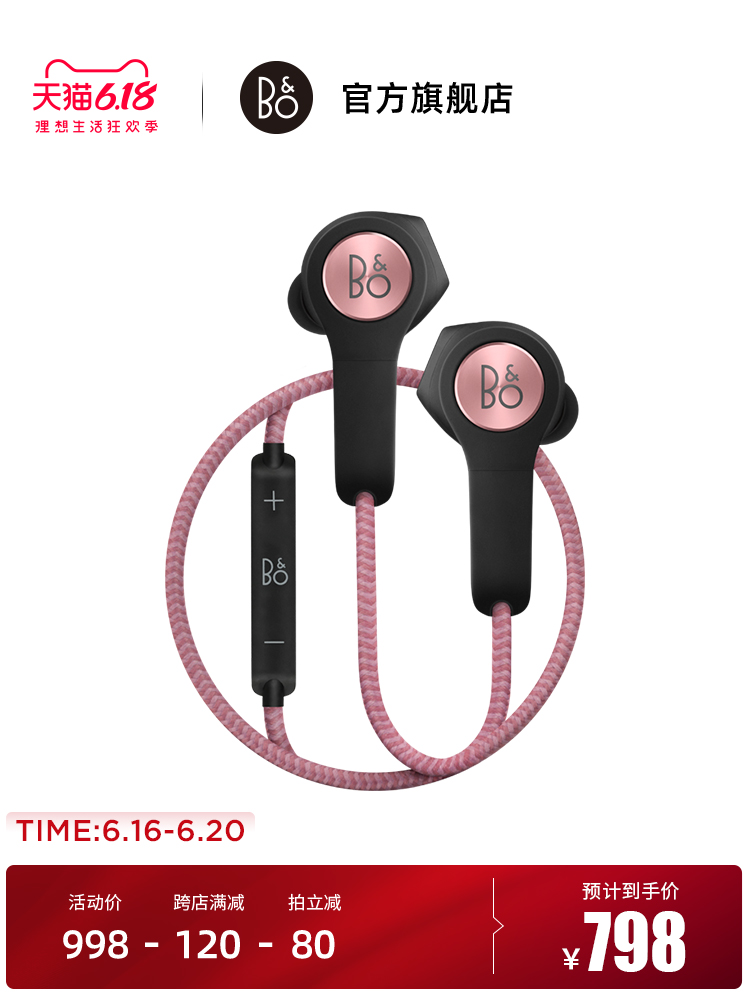 天猫6.18
理想生活狂欢季
B&O
官方旗舰店
B&O
B&O
+
B&O
−
TIME:6.16-6.20
活动价 跨店满减 拍立减
998 - 120 - 80
预计到手价
¥798